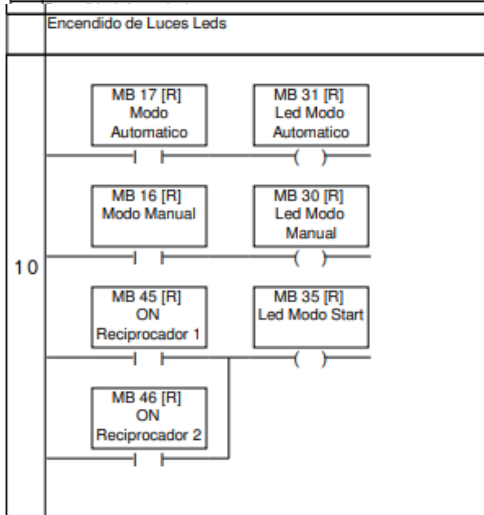 Encendido de Luces Leds
MB 17 [R]
Modo
Automatico
MB 31 [R]
Led Modo
Automatico
MB 16 [R]
Modo Manual
MB 30 [R]
Led Modo
Manual
10
MB 45 [R]
ON
Reciprocador 1
MB 35 [R]
Led Modo Start
MB 46 [R]
ON
Reciprocador 2